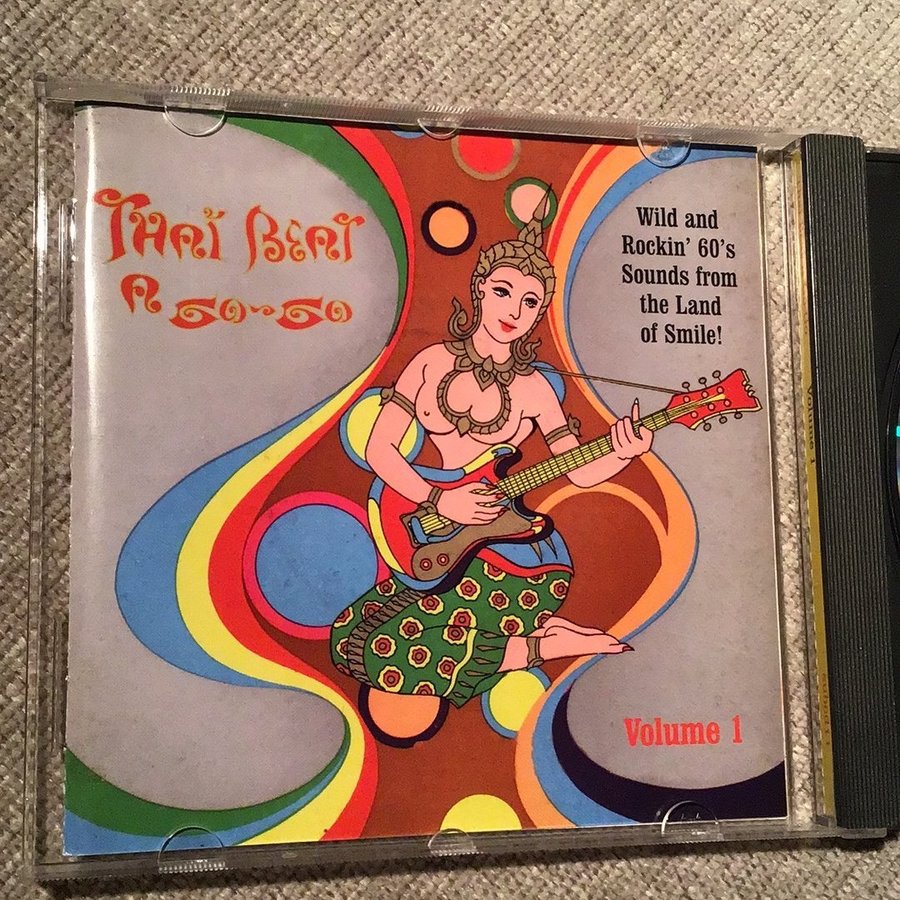 THAI BEAT
A GO-GO
Wild and
Rockin' 60's
Sounds from
the Land
of Smile!
Volume 1